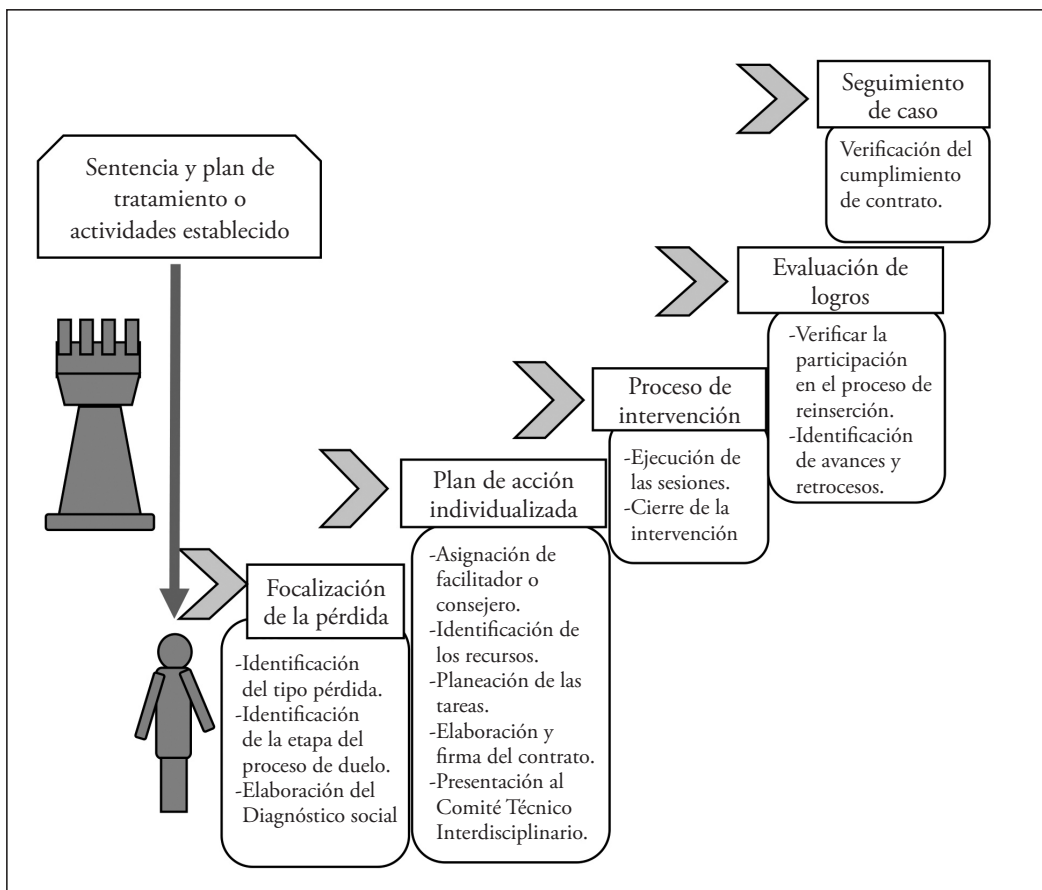 Sentencia y plan de
tratamiento o
actividades establecido
Focalización
de la pérdida
-Identificación
del tipo pérdida.
-Identificación
de la etapa del
proceso de duelo.
-Elaboración del
Diagnóstico social
Plan de acción
individualizada
-Asignación de
facilitador o
consejero.
-Identificación de
los recursos.
-Planeación de las
tareas.
-Elaboración y
firma del contrato.
-Presentación al
Comité Técnico
Interdisciplinario.
Proceso de
intervención
-Ejecución de
las sesiones.
-Cierre de la
intervención
Evaluación de
logros
-Verificar la
participación
en el proceso de
reinserción.
-Identificación
de avances y
retrocesos.
Seguimiento
de caso
Verificación del
cumplimiento
de contrato.